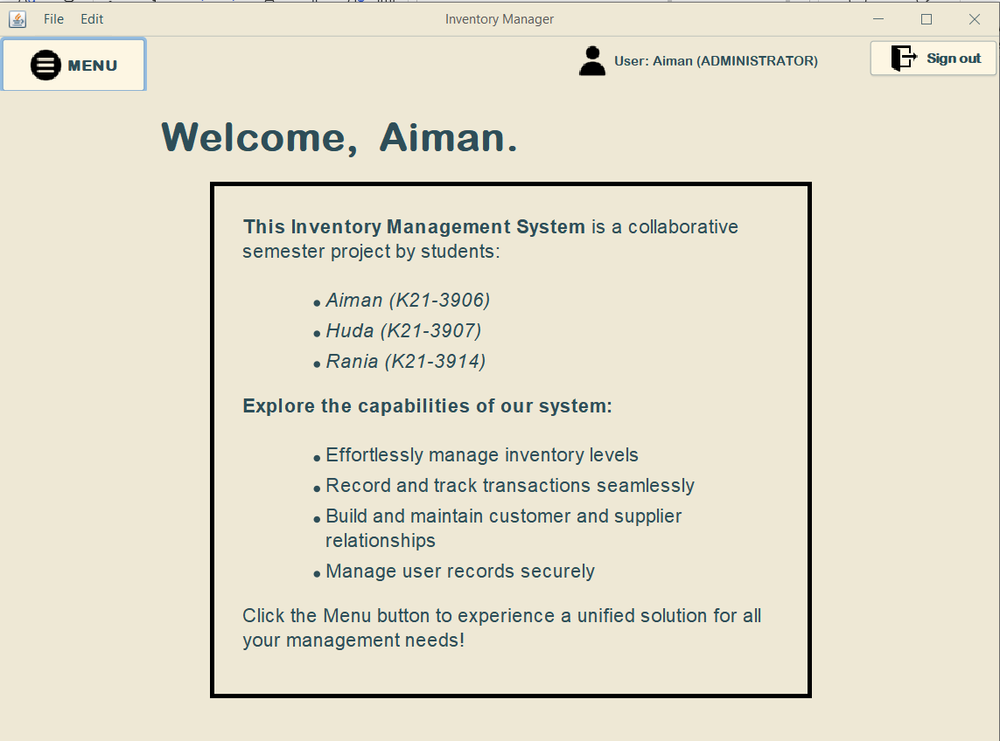 File Edit Inventory Manager
MENU User: Aiman (ADMINISTRATOR) Sign out
Welcome, Aiman.
This Inventory Management System is a collaborative
semester project by students:
• Aiman (K21-3906)
• Huda (K21-3907)
• Rania (K21-3914)
Explore the capabilities of our system:
• Effortlessly manage inventory levels
• Record and track transactions seamlessly
• Build and maintain customer and supplier
relationships
• Manage user records securely
Click the Menu button to experience a unified solution for all
your management needs!